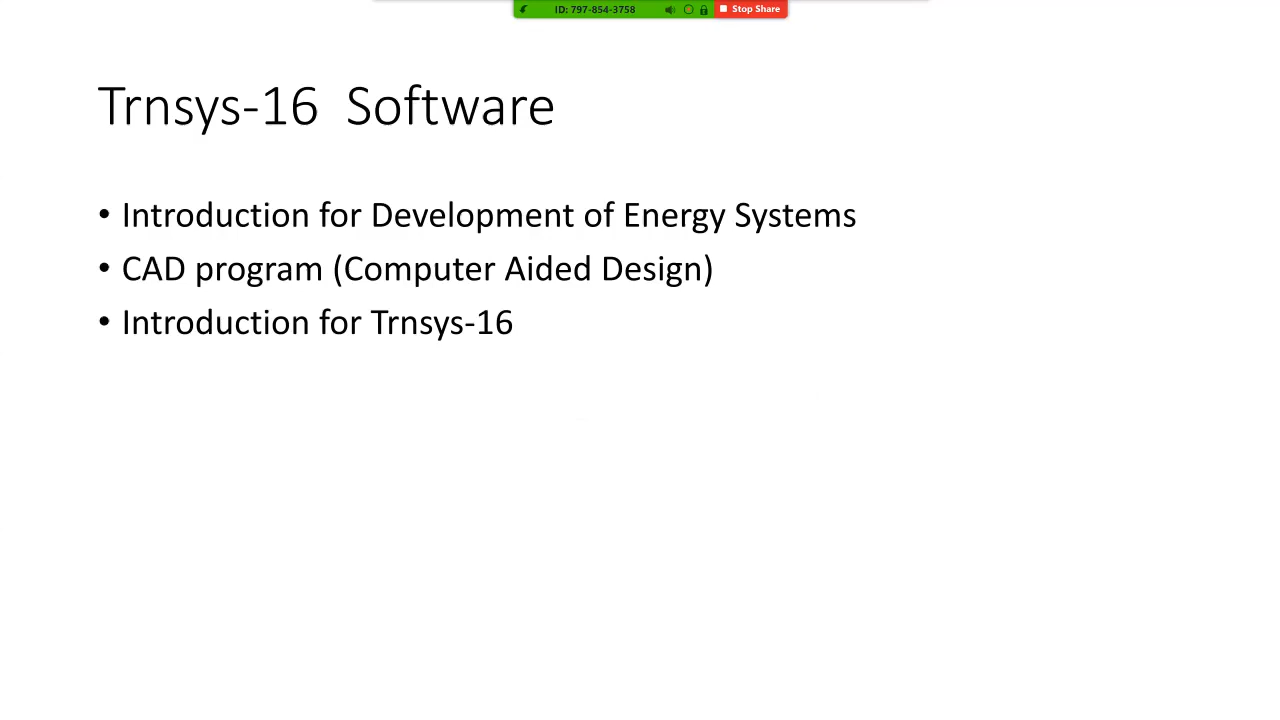 ID: 797-854-3758 Stop Share
Trnsys-16 Software
• Introduction for Development of Energy Systems
• CAD program (Computer Aided Design)
• Introduction for Trnsys-16